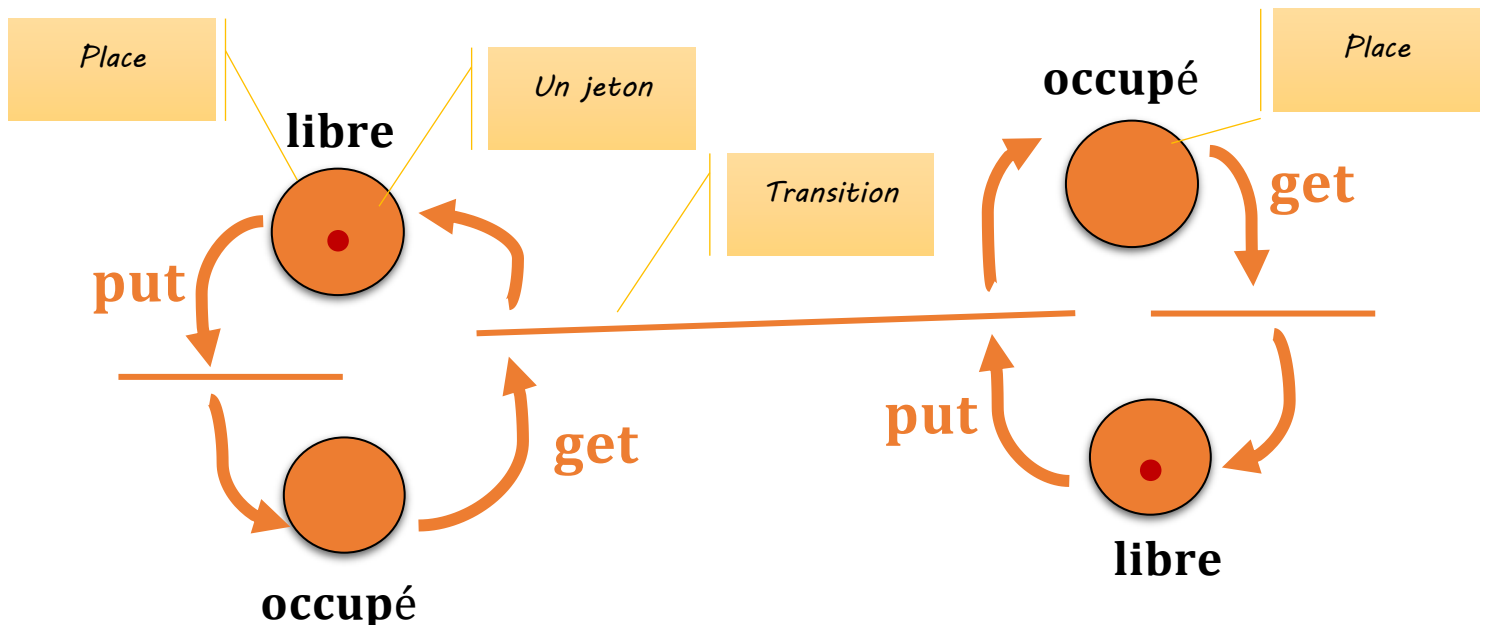 Place
Un jeton
libre
Transition
occupé
Place
put
get
get
put
occupé
libre